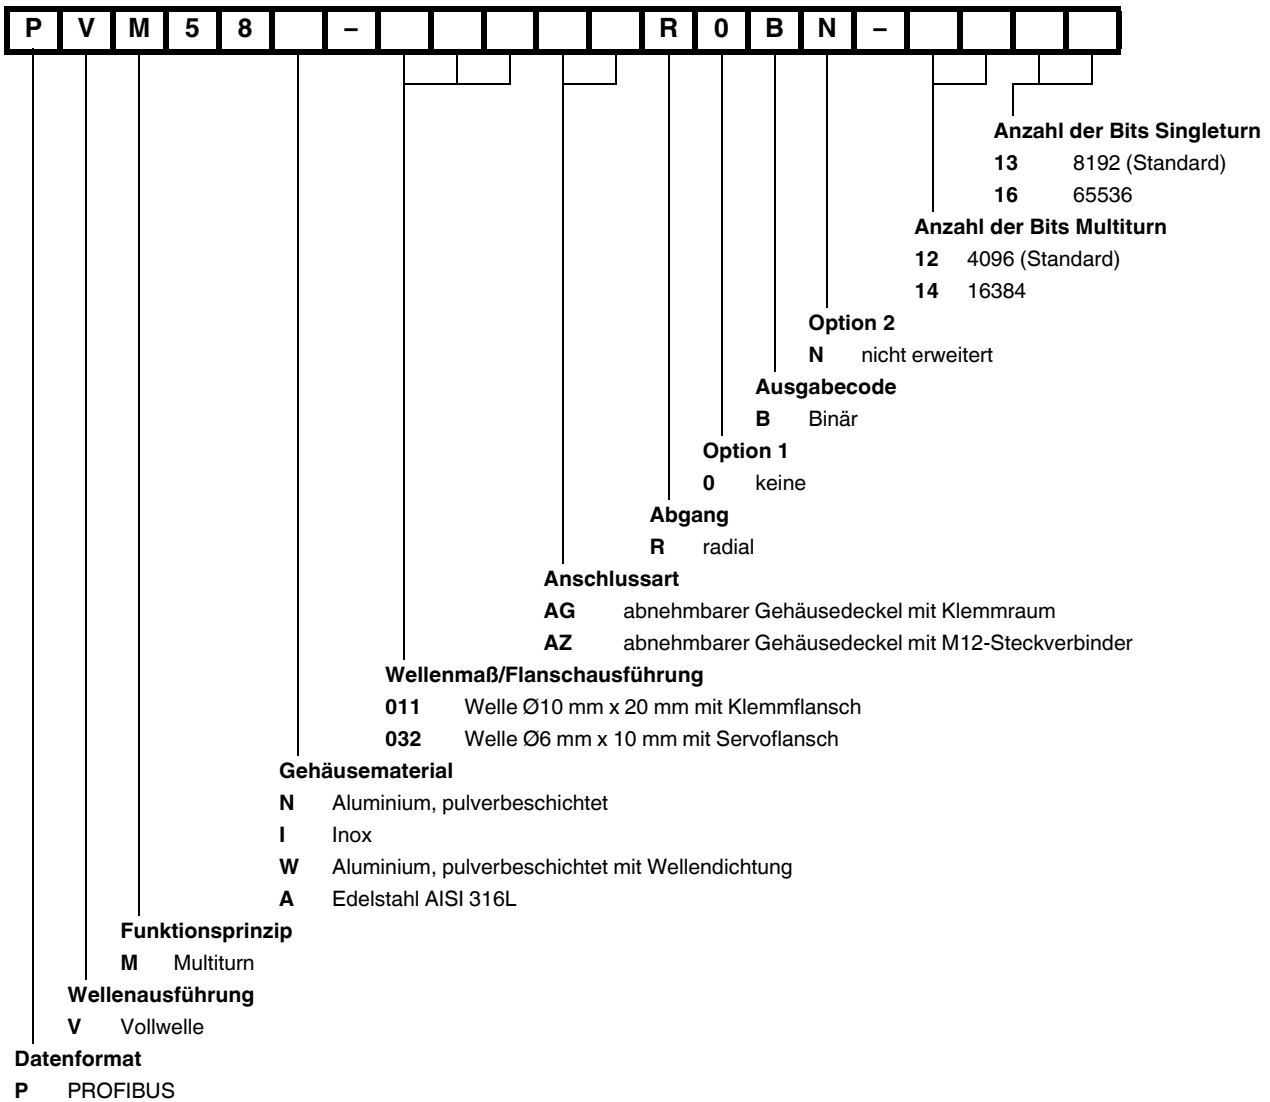 P V M 5 8 – R 0 B N –
Anzahl der Bits Singleturn
13 8192 (Standard)
16 65536
Anzahl der Bits Multiturn
12 4096 (Standard)
14 16384
Option 2
N nicht erweitert
Ausgabecode
B Binär
Option 1
0 keine
Abgang
R radial
Anschlussart
AG abnehmbarer Gehäusedeckel mit Klemmraum
AZ abnehmbarer Gehäusedeckel mit M12-Steckverbinder
Wellenmaß/Flanschausführung
011 Welle Ø10 mm x 20 mm mit Klemmflansch
032 Welle Ø6 mm x 10 mm mit Servoflansch
Gehäusematerial
N Aluminium, pulverbeschichtet
I Inox
W Aluminium, pulverbeschichtet mit Wellendichtung
A Edelstahl AISI 316L
Funktionsprinzip
M Multiturn
Wellenausführung
V Vollwelle
Datenformat
P PROFIBUS